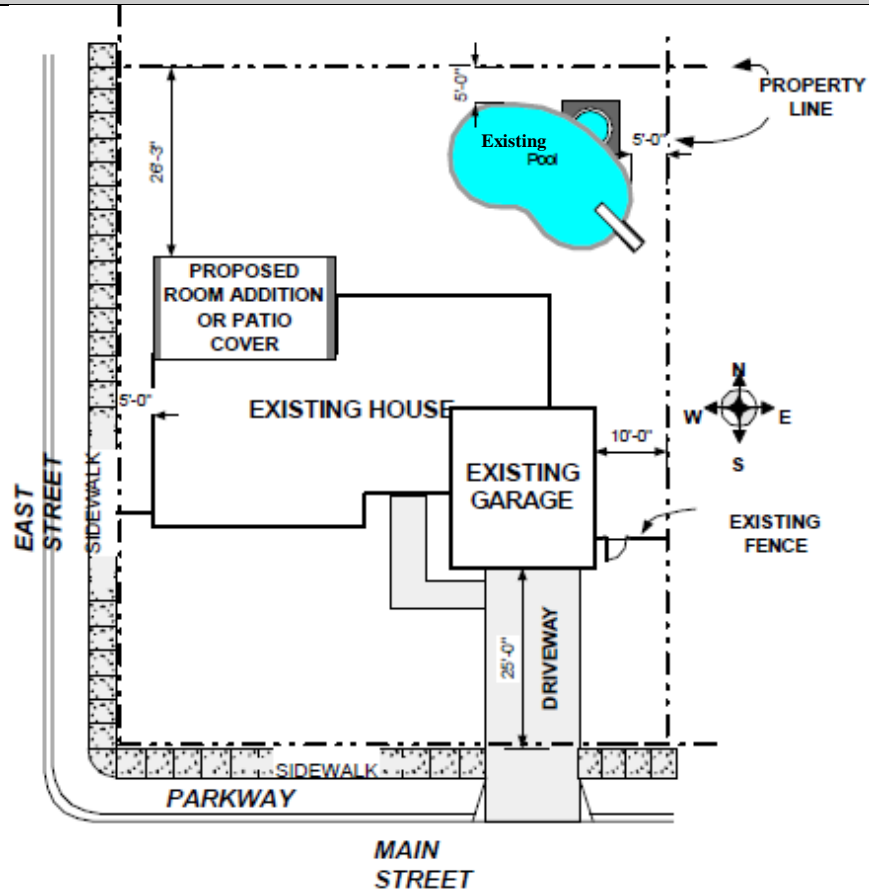 PROPERTY
LINE
5'-0"
5'-0"
Existing
Pool
26'-3"
PROPOSED
ROOM ADDITION
OR PATIO
COVER
5'-0"
EXISTING HOUSE
N
W
E
S
10'-0"
EXISTING
GARAGE
EXISTING
FENCE
EAST
STREET
SIDEWALK
25'-0"
DRIVEWAY
SIDEWALK
PARKWAY
MAIN
STREET